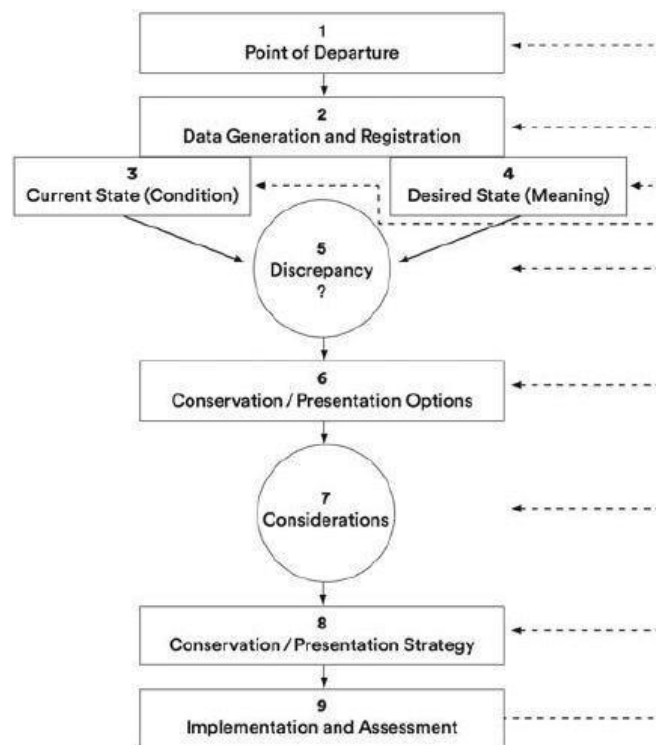 1
Point of Departure
2
Data Generation and Registration
3
Current State (Condition)
4
Desired State (Meaning)
5
Discrepancy
?
6
Conservation / Presentation Options
7
Considerations
8
Conservation / Presentation Strategy
9
Implementation and Assessment